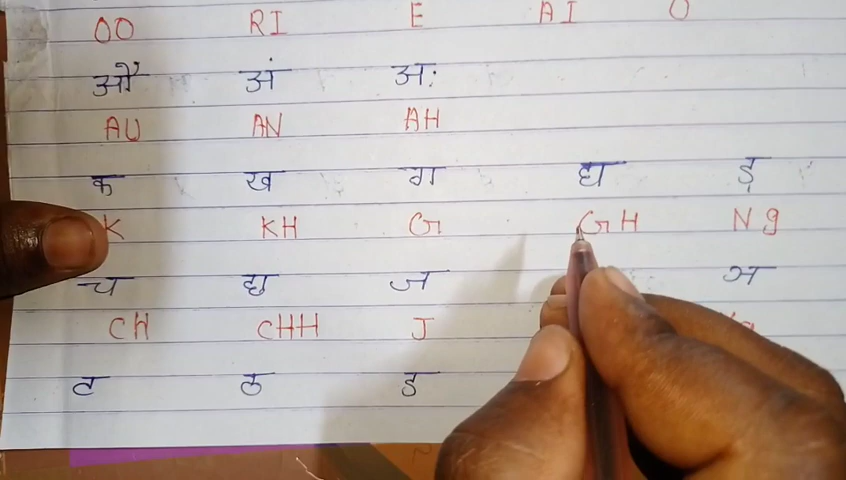 OO RI E AI O
औ अं अ:
AU AN AH
क ख ग घ ङ
K KH G GH Ng
च छ ज ञ
CH CHH J
ट ठ ड